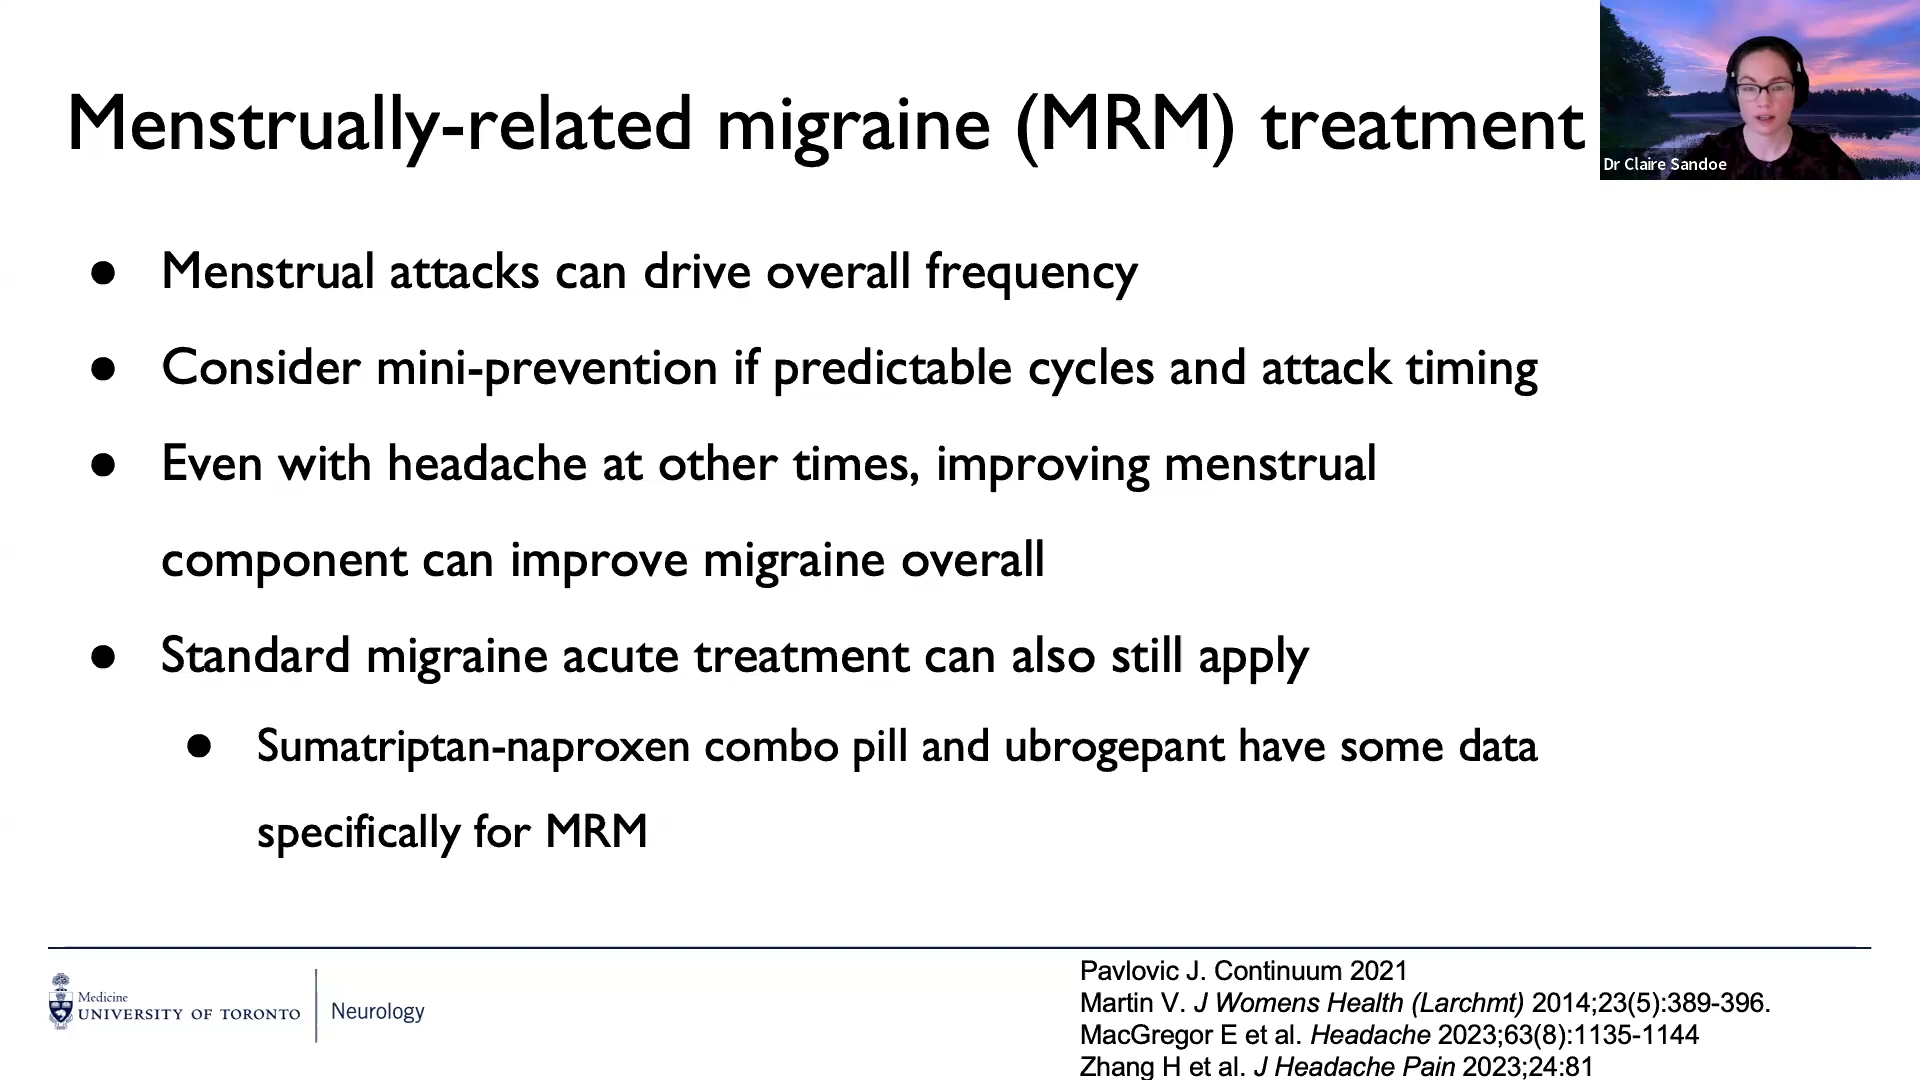 Menstrually-related migraine (MRM) treatment
Dr Claire Sandoe
● Menstrual attacks can drive overall frequency
● Consider mini-prevention if predictable cycles and attack timing
● Even with headache at other times, improving menstrual
component can improve migraine overall
● Standard migraine acute treatment can also still apply
● Sumatriptan-naproxen combo pill and ubrogepant have some data
specifically for MRM
Medicine
UNIVERSITY OF TORONTO
Neurology
Pavlovic J. Continuum 2021
Martin V. J Womens Health (Larchmt) 2014;23(5):389-396.
MacGregor E et al. Headache 2023;63(8):1135-1144
Zhang H et al. J Headache Pain 2023;24:81